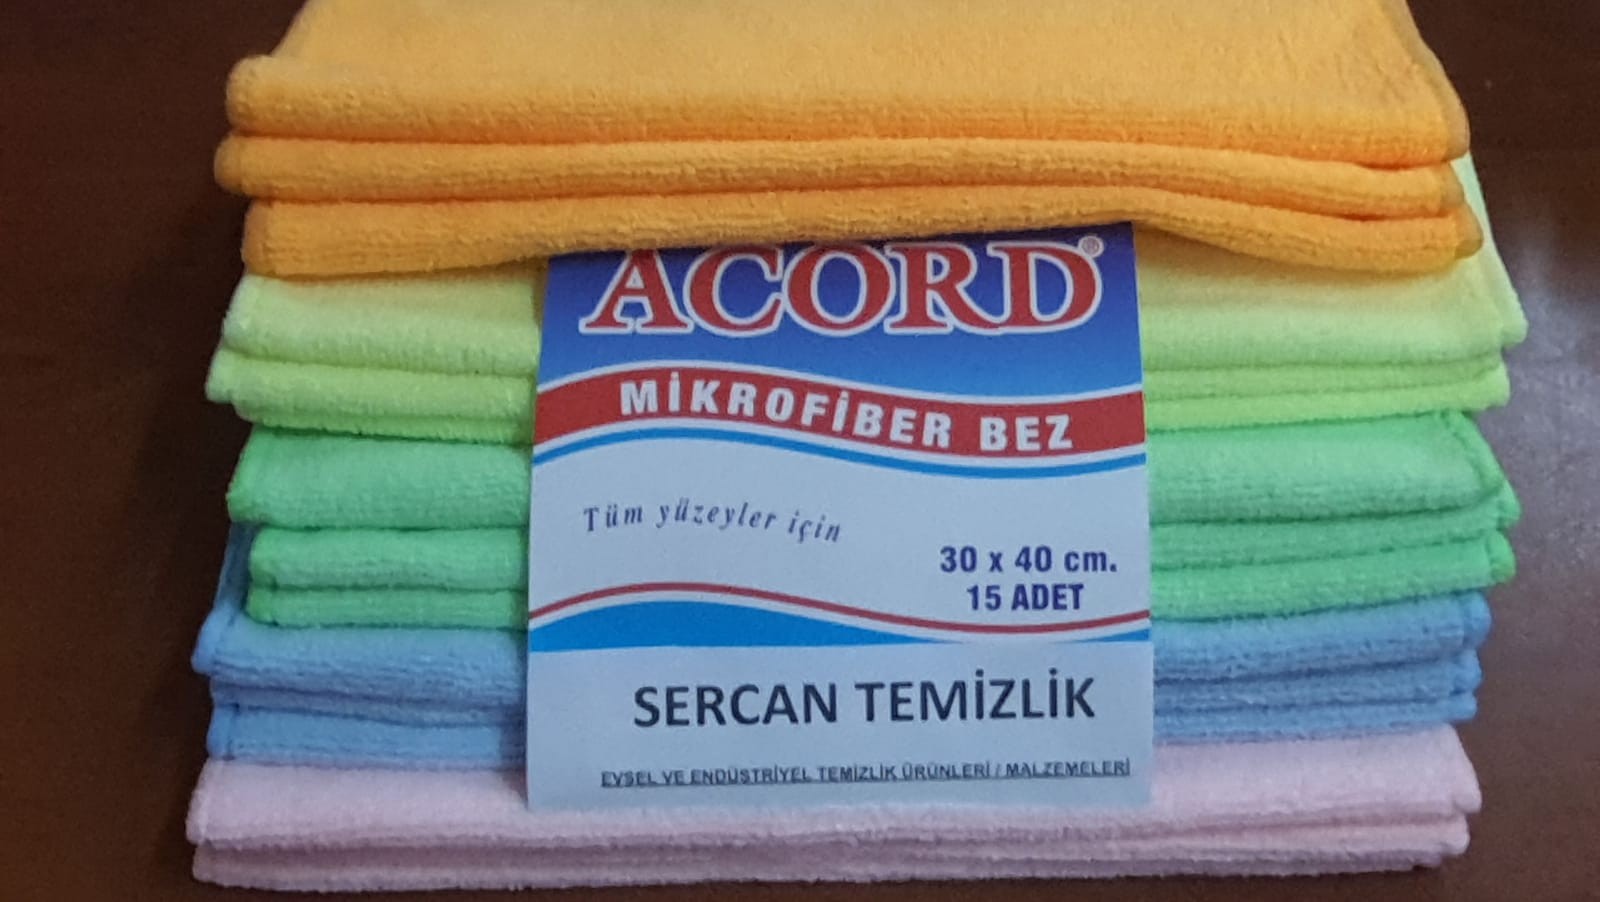 ACORD®
MİKROFİBER BEZ
Tüm yüzeyler için
30 x 40 cm.
15 ADET
SERCAN TEMİZLİK
EVSEL VE ENDÜSTRİYEL TEMİZLİK ÜRÜNLERİ / MALZEMELERİ